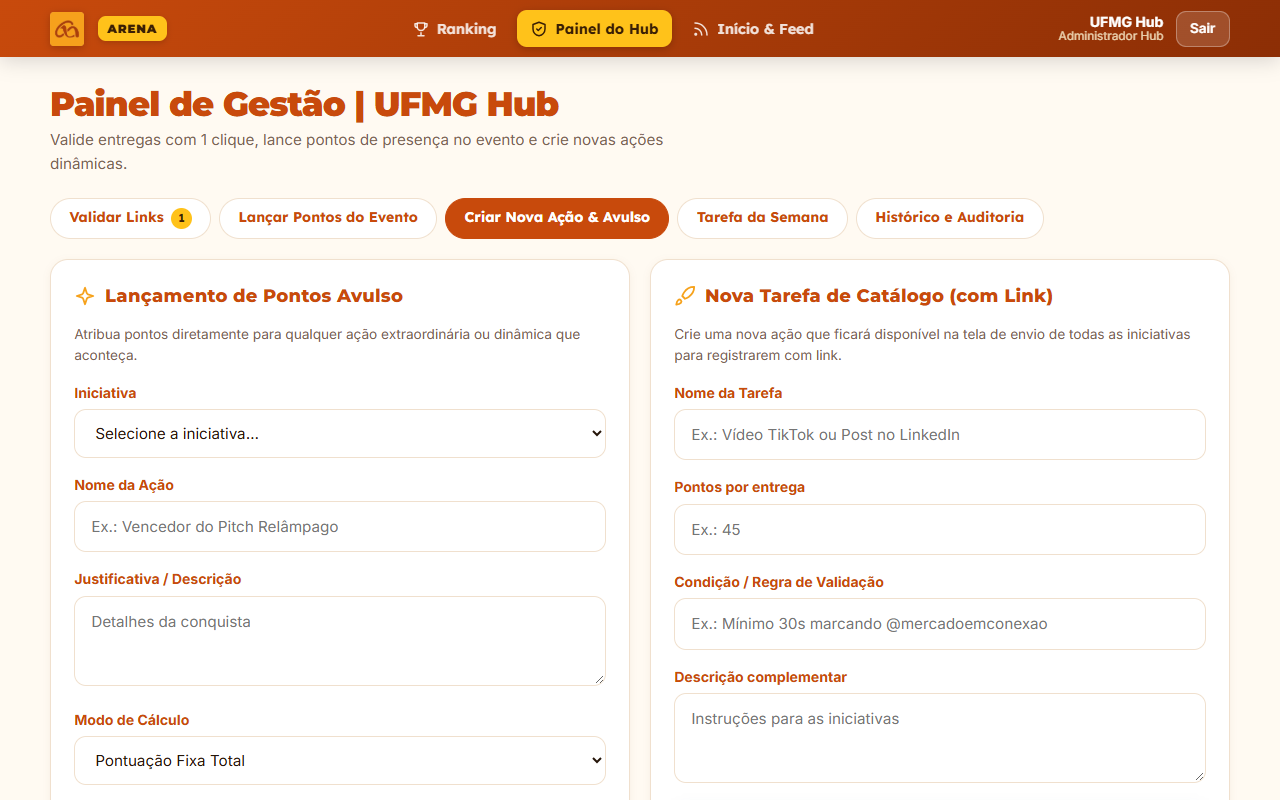 ARENA
Ranking
Painel do Hub
Início & Feed
UFMG Hub
Administrador Hub
Sair
Painel de Gestão | UFMG Hub
Valide entregas com 1 clique, lance pontos de presença no evento e crie novas ações
dinâmicas.
Validar Links 1
Lançar Pontos do Evento
Criar Nova Ação & Avulso
Tarefa da Semana
Histórico e Auditoria
Lançamento de Pontos Avulso
Atribua pontos diretamente para qualquer ação extraordinária ou dinâmica que
aconteça.
Iniciativa
Selecione a iniciativa...
Nome da Ação
Ex.: Vencedor do Pitch Relâmpago
Justificativa / Descrição
Detalhes da conquista
Modo de Cálculo
Pontuação Fixa Total
Nova Tarefa de Catálogo (com Link)
Crie uma nova ação que ficará disponível na tela de envio de todas as iniciativas
para registrarem com link.
Nome da Tarefa
Ex.: Vídeo TikTok ou Post no LinkedIn
Pontos por entrega
Ex.: 45
Condição / Regra de Validação
Ex.: Mínimo 30s marcando @mercadoemconexao
Descrição complementar
Instruções para as iniciativas